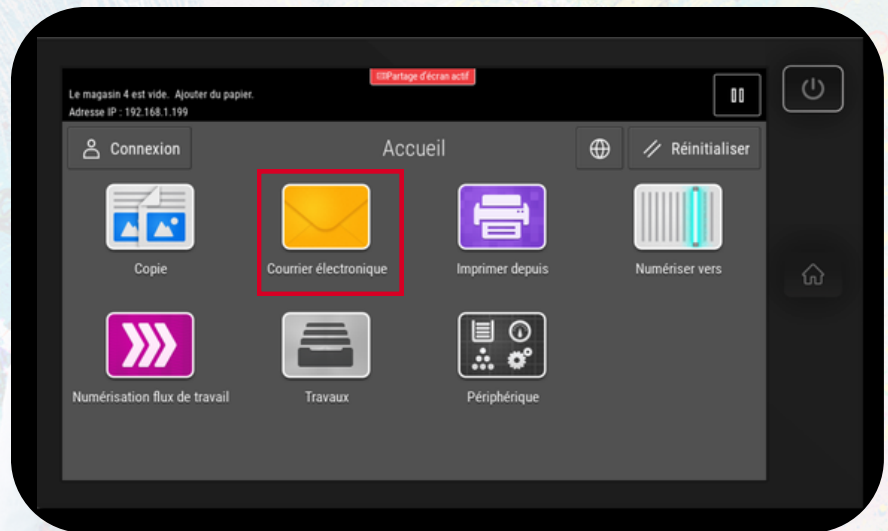 Partage d'écran actif
Le magasin 4 est vide. Ajouter du papier.
Adresse IP : 192.168.1.199
Connexion
Accueil
Réinitialiser
Copie
Courrier électronique
Imprimer depuis
Numériser vers
Numérisation flux de travail
Travaux
Périphérique